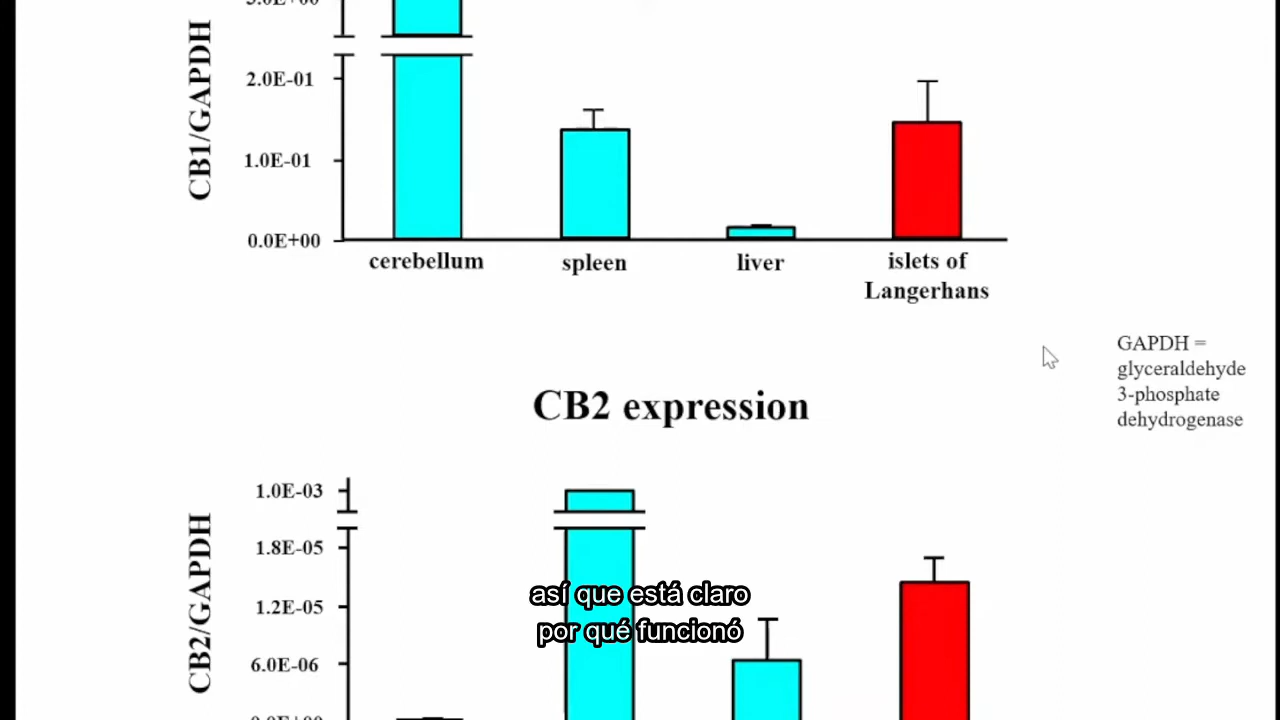 CB1/GAPDH
2.0E-01
1.0E-01
0.0E+00
cerebellum
spleen
liver
islets of
Langerhans
GAPDH =
glyceraldehyde
3-phosphate
dehydrogenase
CB2 expression
CB2/GAPDH
1.0E-03
1.8E-05
1.2E-05
6.0E-06
así que está claro
por qué funcionó